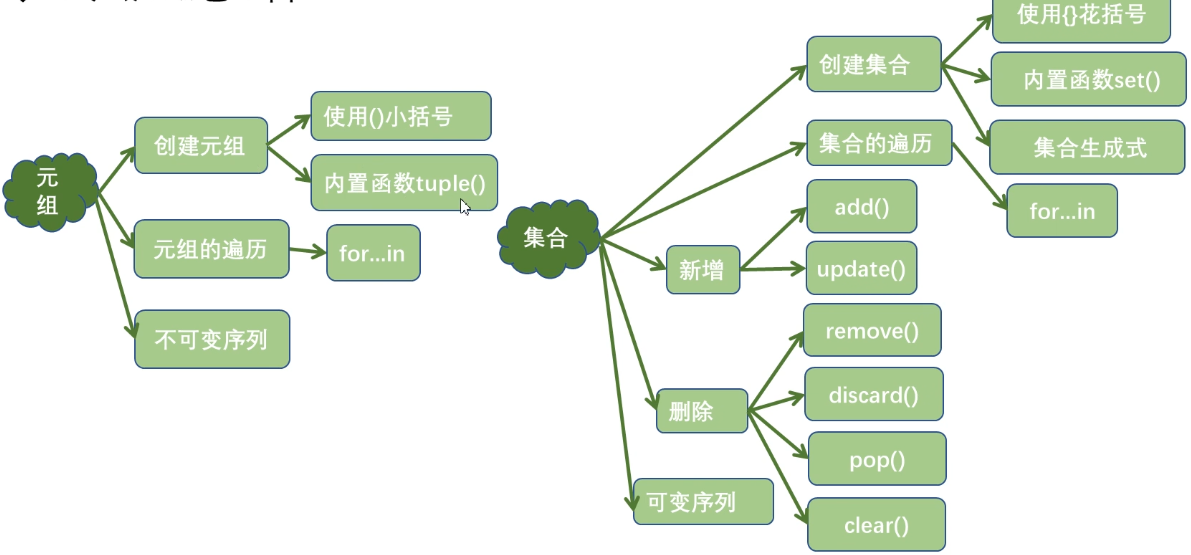 元
组
创建元组
使用()小括号
内置函数tuple()
元组的遍历
for...in
不可变序列
集合
创建集合
使用{}花括号
内置函数set()
集合生成式
集合的遍历
for...in
新增
add()
update()
删除
remove()
discard()
pop()
clear()
可变序列